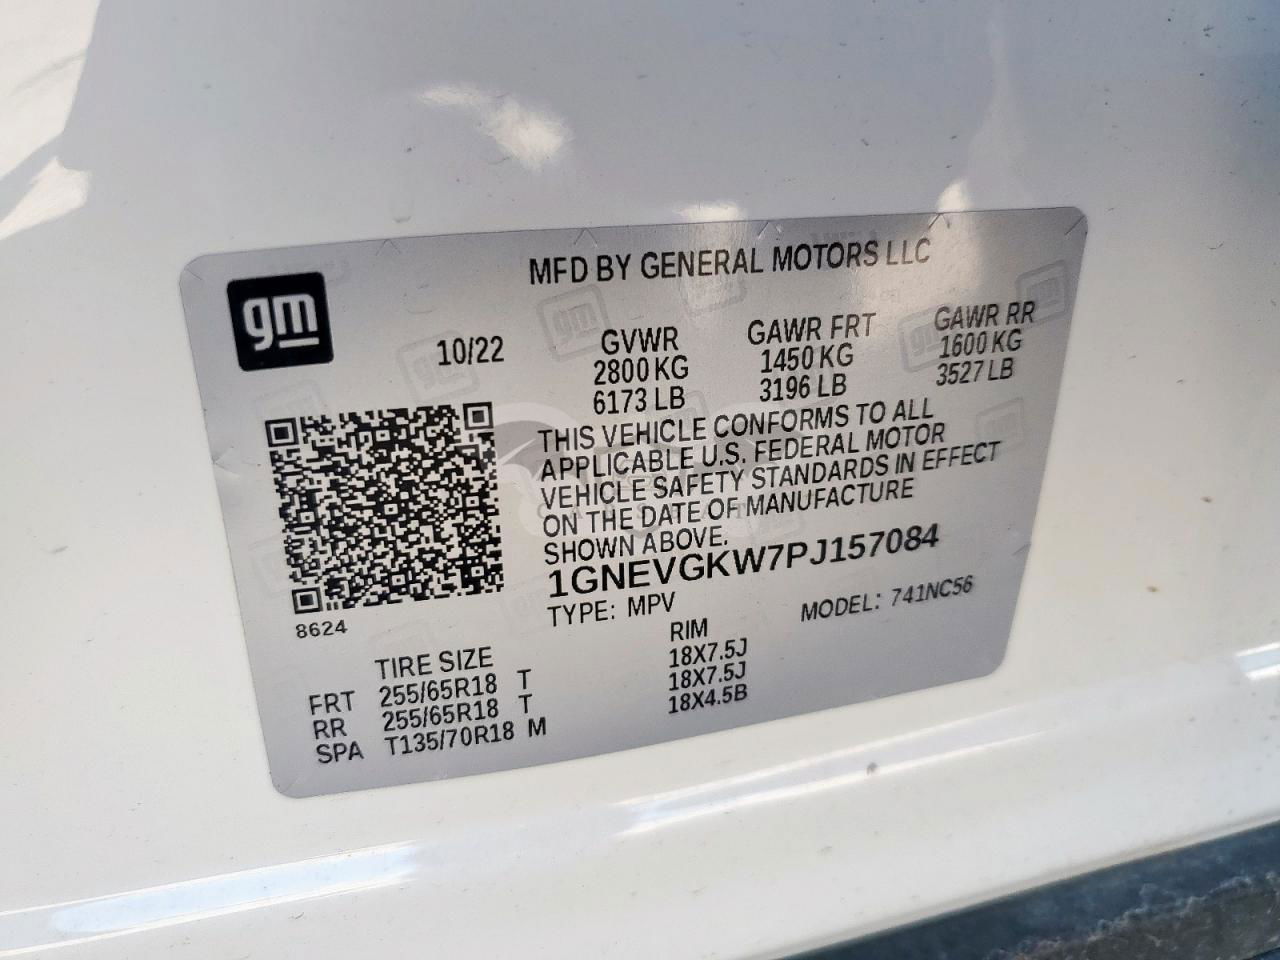 gm
MFD BY GENERAL MOTORS LLC
10/22
GVWR GAWR FRT GAWR RR
2800 KG 1450 KG 1600 KG
6173 LB 3196 LB 3527 LB
THIS VEHICLE CONFORMS TO ALL
APPLICABLE U.S. FEDERAL MOTOR
VEHICLE SAFETY STANDARDS IN EFFECT
ON THE DATE OF MANUFACTURE
SHOWN ABOVE.
1GNEVGKW7PJ157084
TYPE: MPV MODEL: 741NC56
8624
TIRE SIZE RIM
FRT 255/65R18 T 18X7.5J
RR 255/65R18 T 18X7.5J
SPA T135/70R18 M 18X4.5B